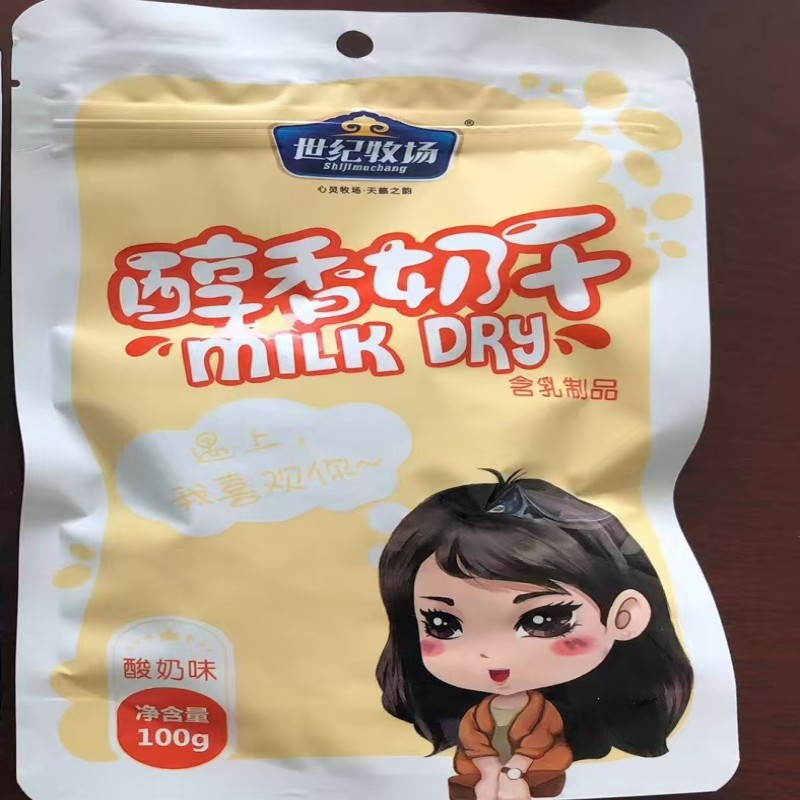 世纪牧场
®
Shijimuchang
心灵牧场·天籁之韵
醇香奶干
MILK DRY
含乳制品
遇上，
我喜欢你~
酸奶味
净含量
100g